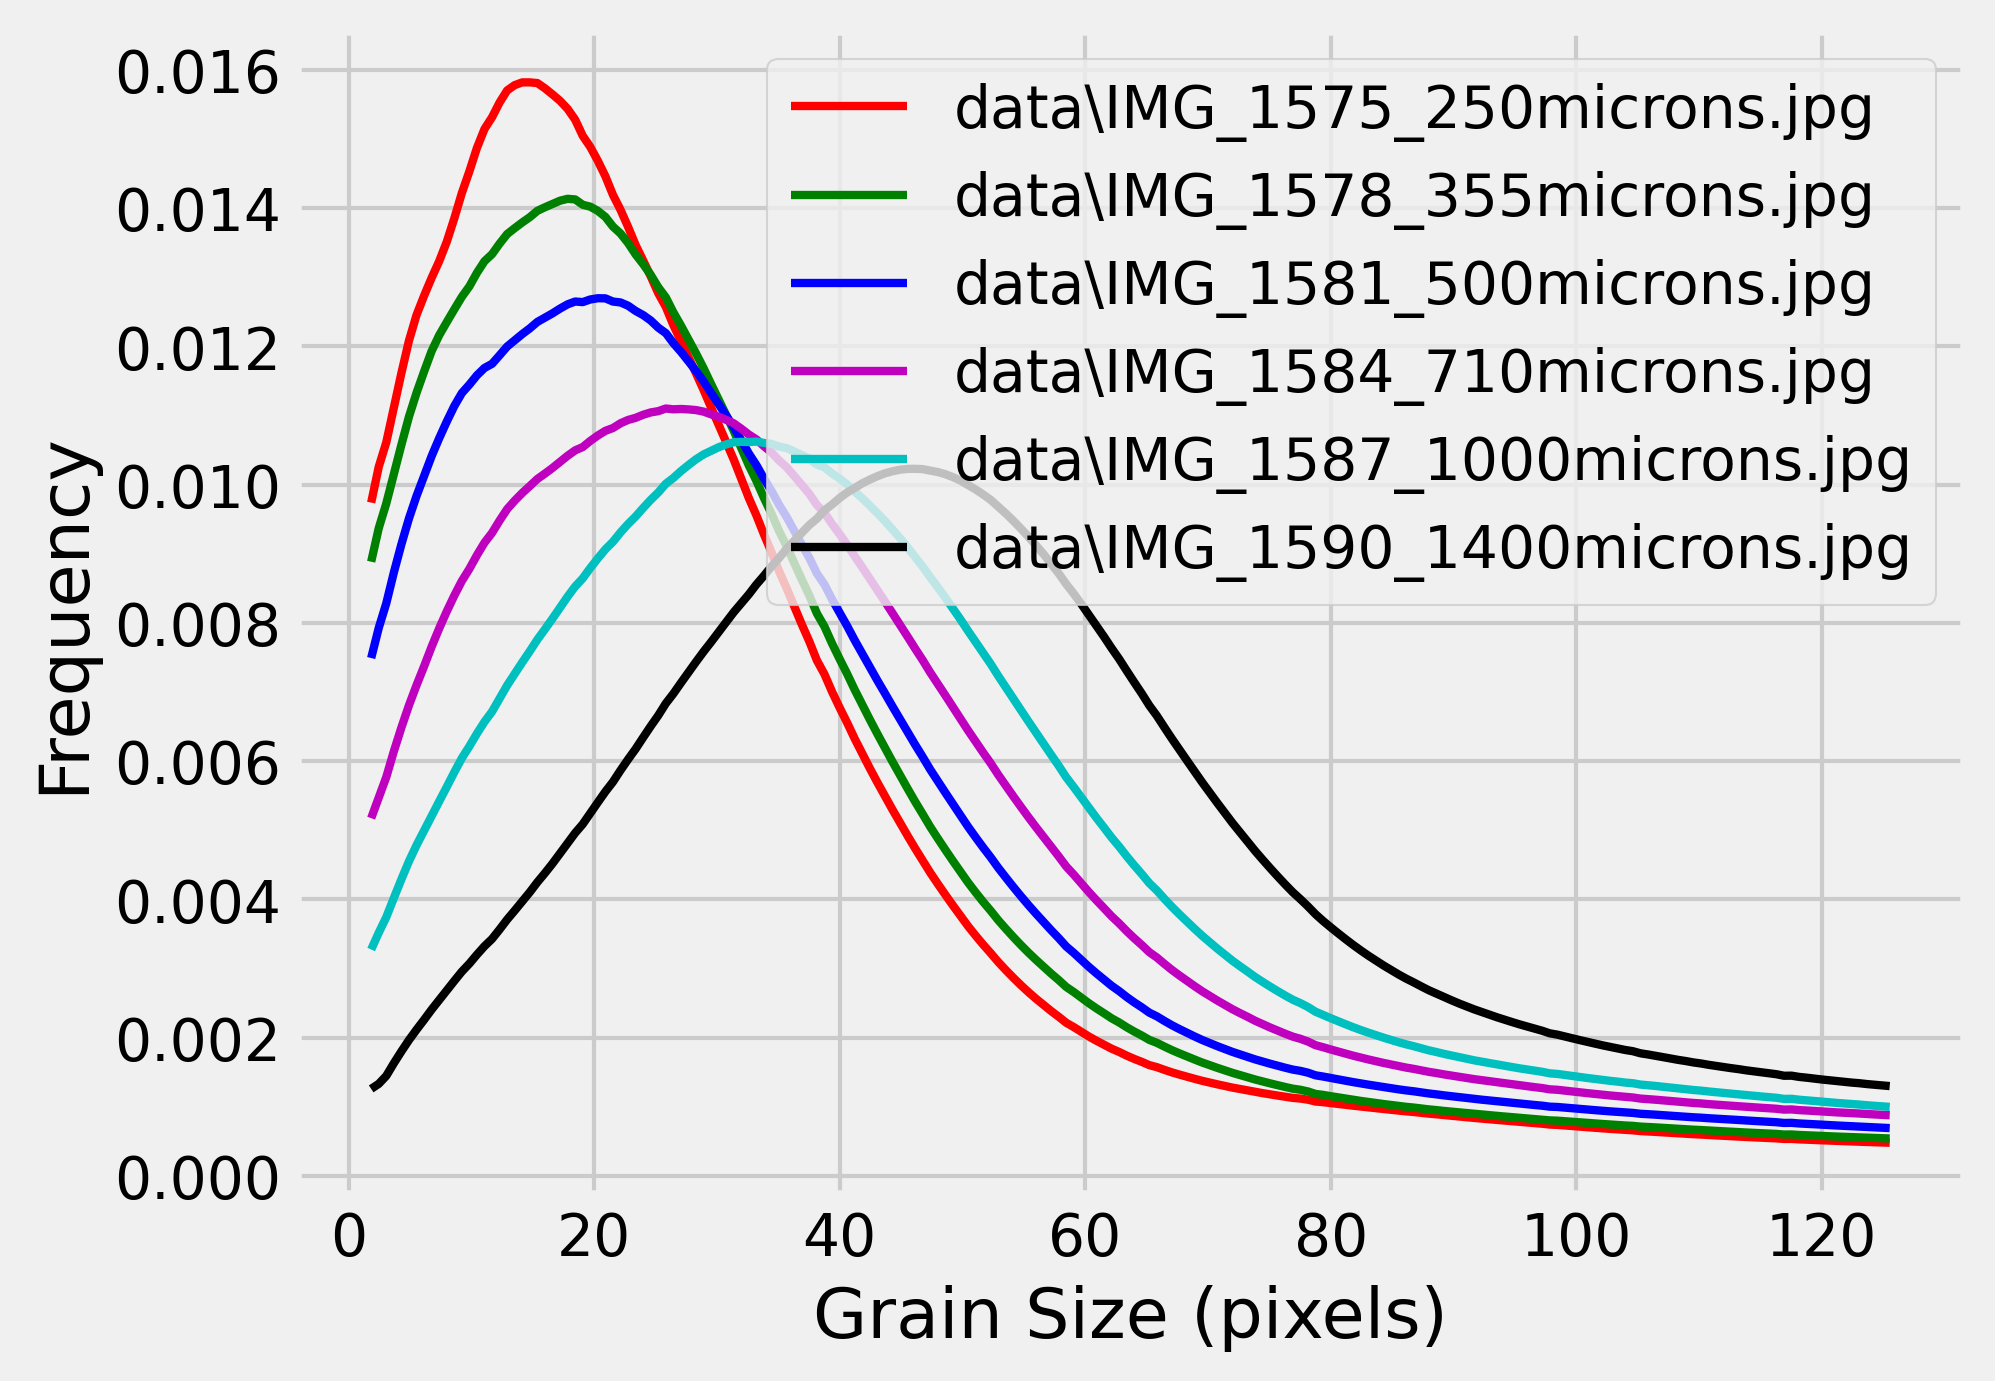 0.016
0.014
0.012
0.010
0.008
0.006
0.004
0.002
0.000
Frequency
data\IMG_1575_250microns.jpg
data\IMG_1578_355microns.jpg
data\IMG_1581_500microns.jpg
data\IMG_1584_710microns.jpg
data\IMG_1587_1000microns.jpg
data\IMG_1590_1400microns.jpg
0 20 40 60 80 100 120
Grain Size (pixels)